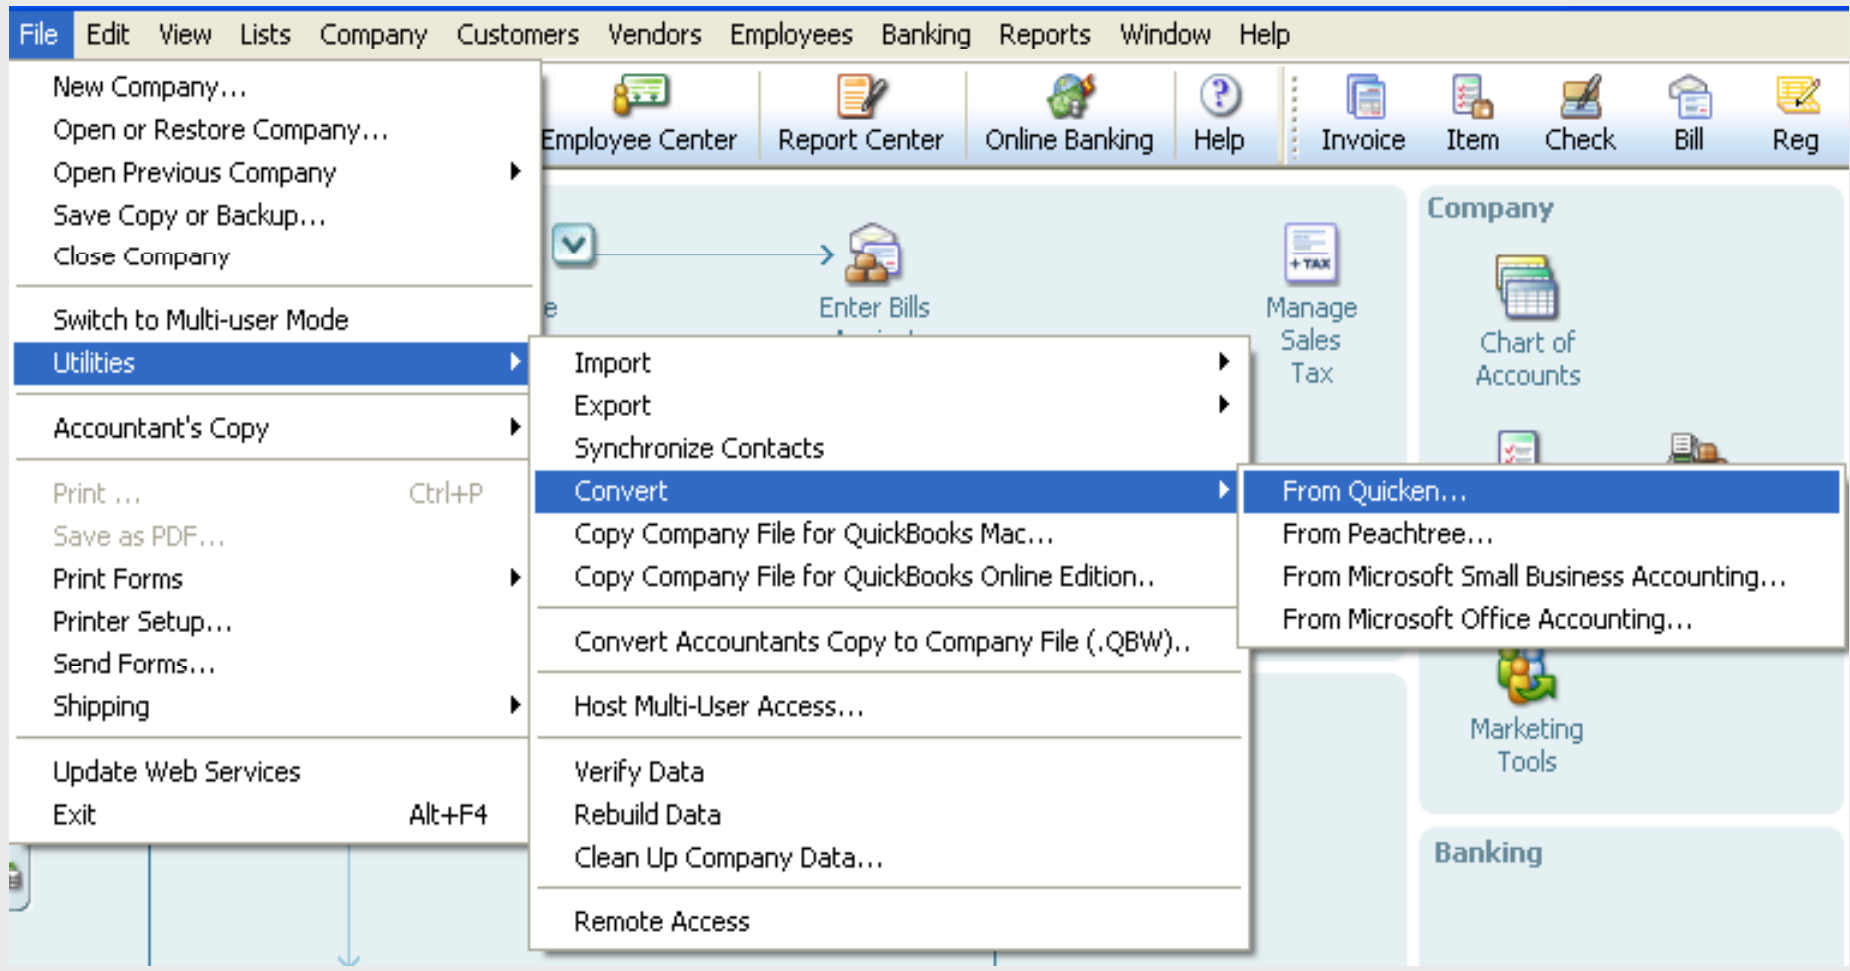 File Edit View Lists Company Customers Vendors Employees Banking Reports Window Help
New Company...
Open or Restore Company...
Open Previous Company
Save Copy or Backup...
Close Company
Switch to Multi-user Mode
Utilities
Accountant's Copy
Print ... Ctrl+P
Save as PDF...
Print Forms
Printer Setup...
Send Forms...
Shipping
Update Web Services
Exit Alt+F4
Employee Center Report Center Online Banking Help Invoice Item Check Bill Reg
Enter Bills
+ TAX
Manage
Sales
Tax
Company
Chart of
Accounts
Import
Export
Synchronize Contacts
Convert
Copy Company File for QuickBooks Mac...
Copy Company File for QuickBooks Online Edition..
Convert Accountants Copy to Company File (.QBW)..
Host Multi-User Access...
Verify Data
Rebuild Data
Clean Up Company Data...
Remote Access
From Quicken...
From Peachtree...
From Microsoft Small Business Accounting...
From Microsoft Office Accounting...
Marketing
Tools
Banking